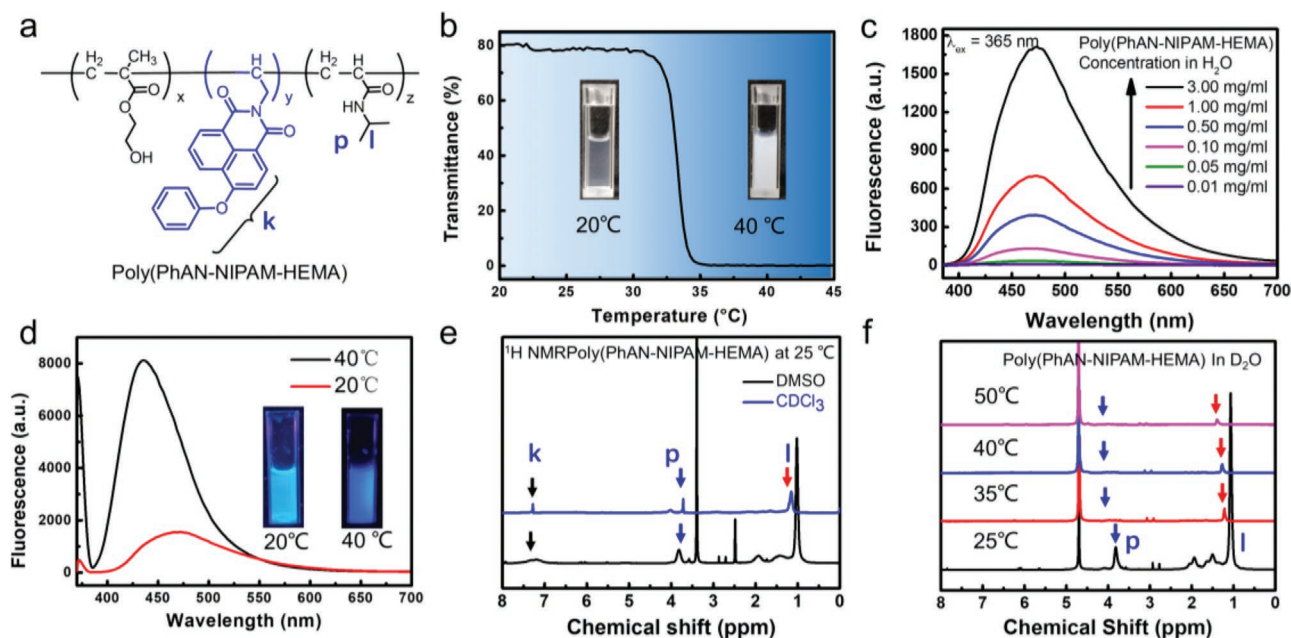 a
CH₂
CH₃
x
y
CH₂
H
z
O
O
OH
O
N
O
O
O
HN
p
l
k
Poly(PhAN-NIPAM-HEMA)
b
Transmittance (%)
80
60
40
20
0
20℃
40 ℃
20 25 30 35 40 45
Temperature (°C)
c
Fluorescence (a.u.)
1800
1500
1200
900
600
300
0
λex = 365 nm
Poly(PhAN-NIPAM-HEMA)
Concentration in H₂O
3.00 mg/ml
1.00 mg/ml
0.50 mg/ml
0.10 mg/ml
0.05 mg/ml
0.01 mg/ml
400 450 500 550 600 650 700
Wavelength (nm)
d
Fluorescence (a.u.)
8000
6000
4000
2000
0
40℃
20℃
20℃
40℃
400 450 500 550 600 650 700
Wavelength (nm)
e
¹H NMRPoly(PhAN-NIPAM-HEMA) at 25 ℃
DMSO
CDCl₃
k
p
l
8 7 6 5 4 3 2 1 0
Chemical shift (ppm)
f
Poly(PhAN-NIPAM-HEMA) In D₂O
50℃
40℃
35℃
25℃
p
l
8 7 6 5 4 3 2 1 0
Chemical Shift (ppm)